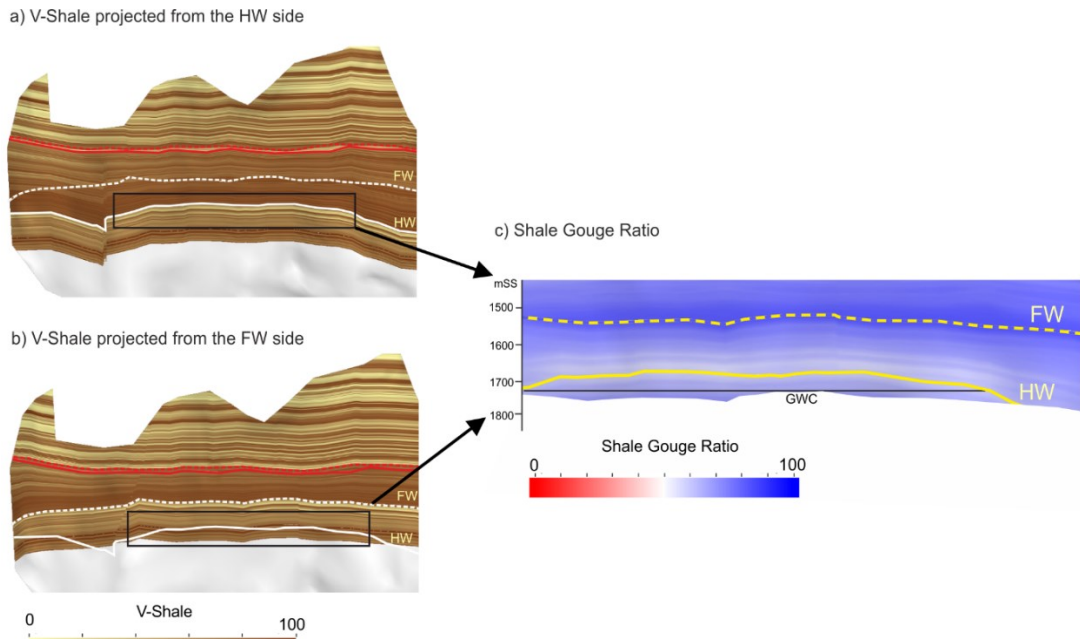 a) V-Shale projected from the HW side
FW
HW
b) V-Shale projected from the FW side
FW
HW
V-Shale
0 100
c) Shale Gouge Ratio
mSS
1500
1600
1700
1800
FW
HW
GWC
Shale Gouge Ratio
0 100